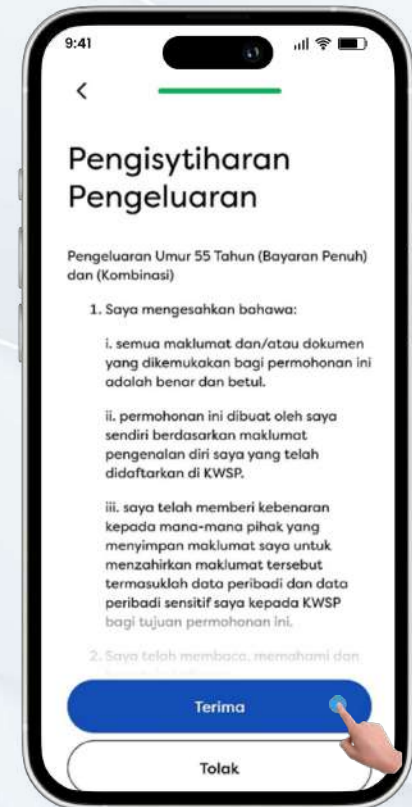 9:41
Pengisytiharan
Pengeluaran
Pengeluaran Umur 55 Tahun (Bayaran Penuh)
dan (Kombinasi)
1. Saya mengesahkan bahawa:
i. semua maklumat dan/atau dokumen
yang dikemukakan bagi permohonan ini
adalah benar dan betul.
ii. permohonan ini dibuat oleh saya
sendiri berdasarkan maklumat
pengenalan diri saya yang telah
didaftarkan di KWSP.
iii. saya telah memberi kebenaran
kepada mana-mana pihak yang
menyimpan maklumat saya untuk
menzahirkan maklumat tersebut
termasuklah data peribadi dan data
peribadi sensitif saya kepada KWSP
bagi tujuan permohonan ini.
2. Saya telah membaca, memahami dan
Terima
Tolak